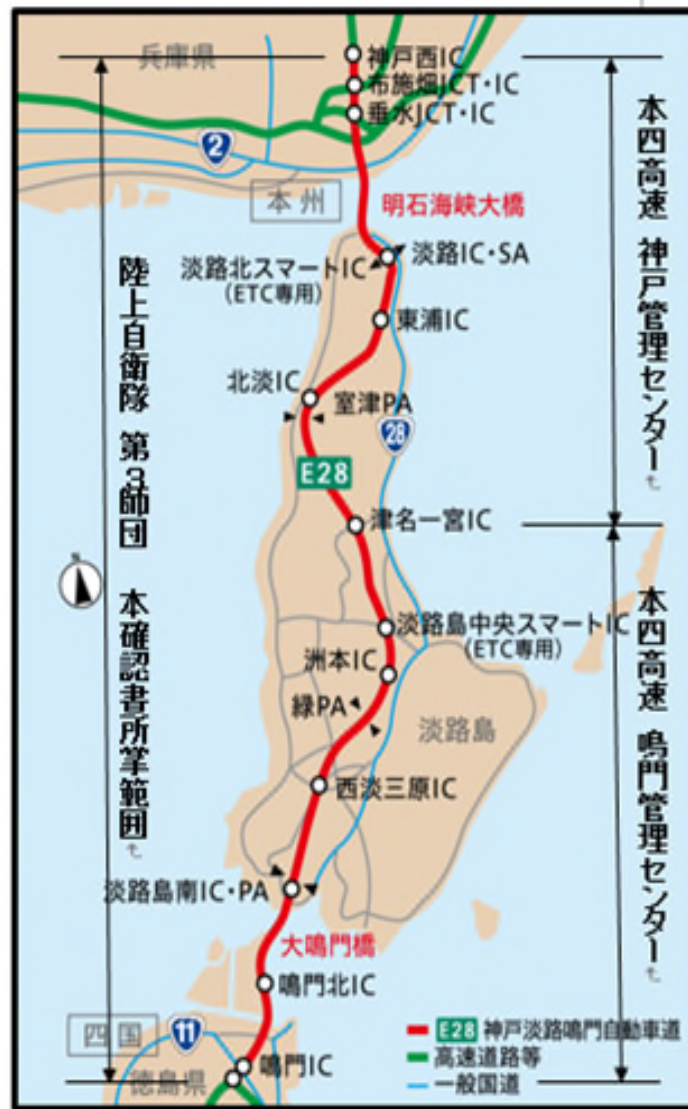 兵庫県
神戸西IC
布施畑JCT・IC
垂水JCT・IC
2
本州
明石海峡大橋
淡路IC・SA
淡路北スマートIC
(ETC専用)
東浦IC
北淡IC
室津PA
28
E28
津名一宮IC
淡路島中央スマートIC
(ETC専用)
洲本IC
緑PA
淡路島
西淡三原IC
淡路島南IC・PA
大鳴門橋
鳴門北IC
四国
11
鳴門IC
徳島県
E28 神戸淡路鳴門自動車道
高速道路等
一般国道
陸上自衛隊 第3師団 本確認書所掌範囲
本四高速 神戸管理センター
本四高速 鳴門管理センター